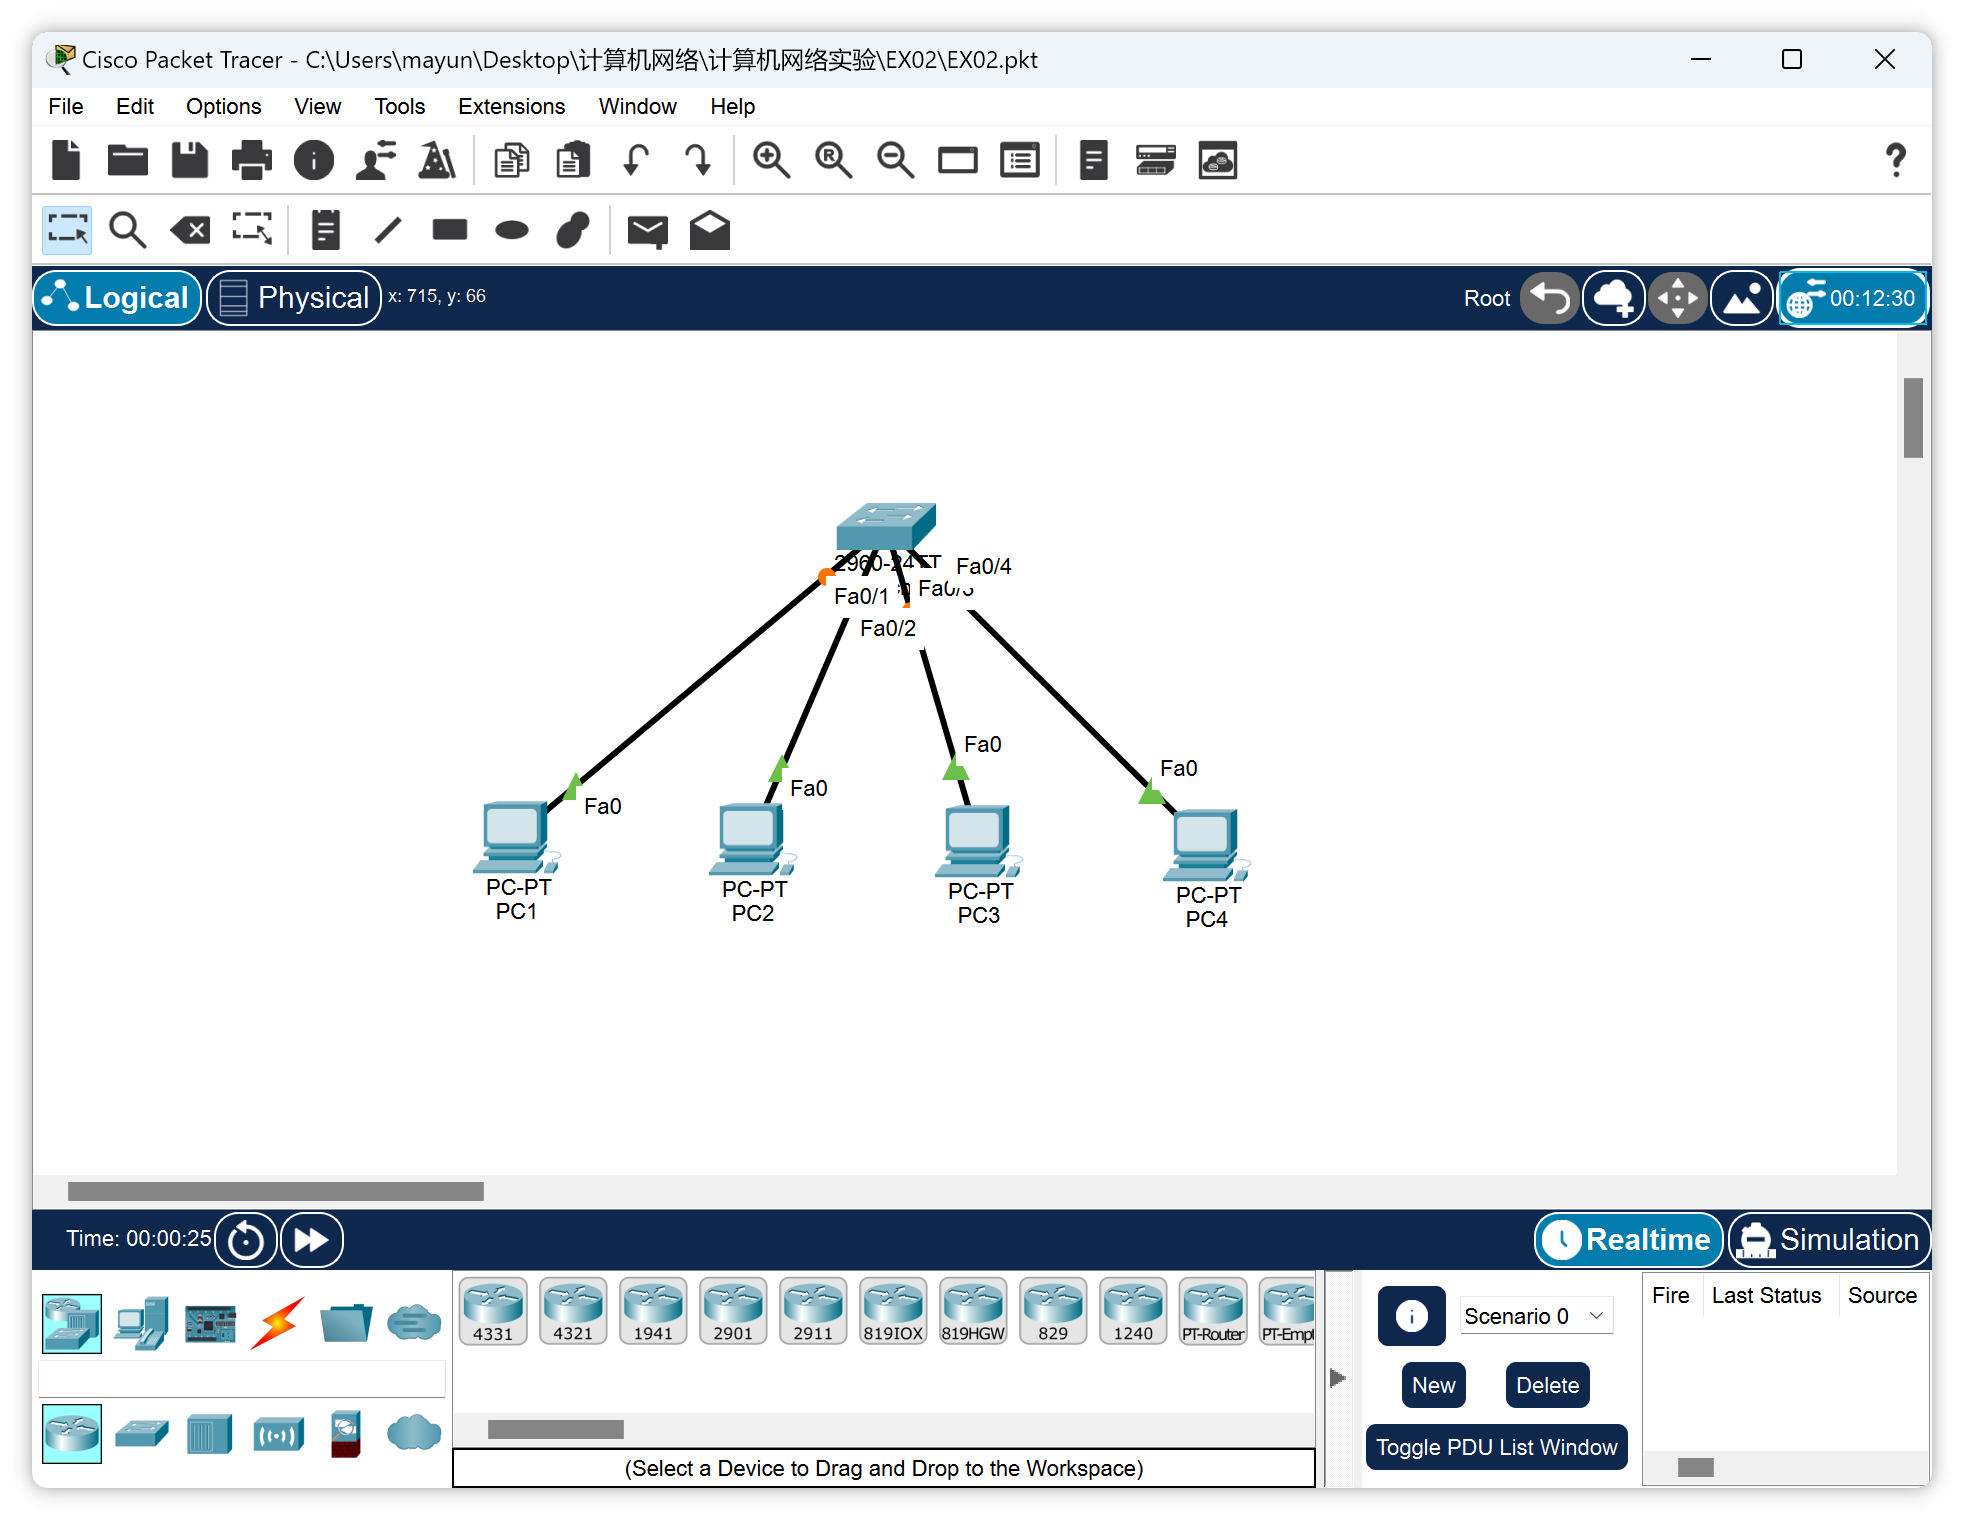 Cisco Packet Tracer - C:\Users\mayun\Desktop\计算机网络\计算机网络实验\EX02\EX02.pkt
File Edit Options View Tools Extensions Window Help
Logical Physical x: 715, y: 66 Root 00:12:30
2960-24TT
Fa0/4
Fa0/1
Fa0/3
Fa0/2
Fa0
Fa0
Fa0
Fa0
PC-PT
PC1
PC-PT
PC2
PC-PT
PC3
PC-PT
PC4
Time: 00:00:25 Realtime Simulation
4331 4321 1941 2901 2911 819IOX 819HGW 829 1240 PT-Router PT-Empt
(Select a Device to Drag and Drop to the Workspace)
Scenario 0
New Delete
Toggle PDU List Window
Fire Last Status Source